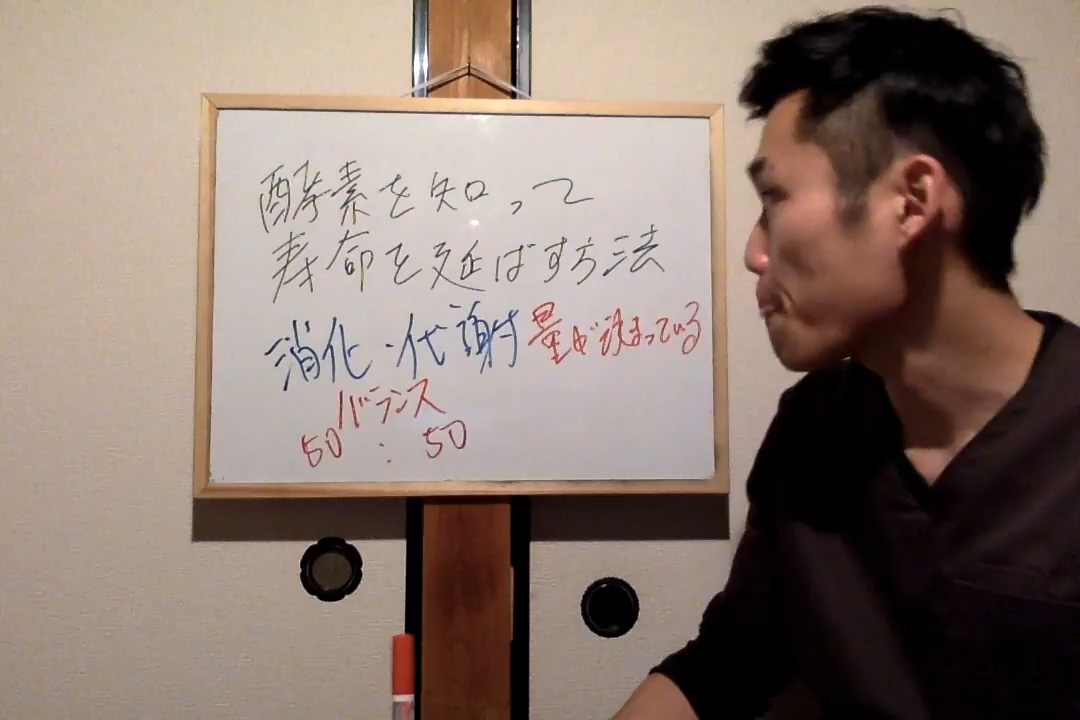 酵素を知って
寿命を延ばす方法
消化・代謝 量が決まっている
バランス
50 : 50